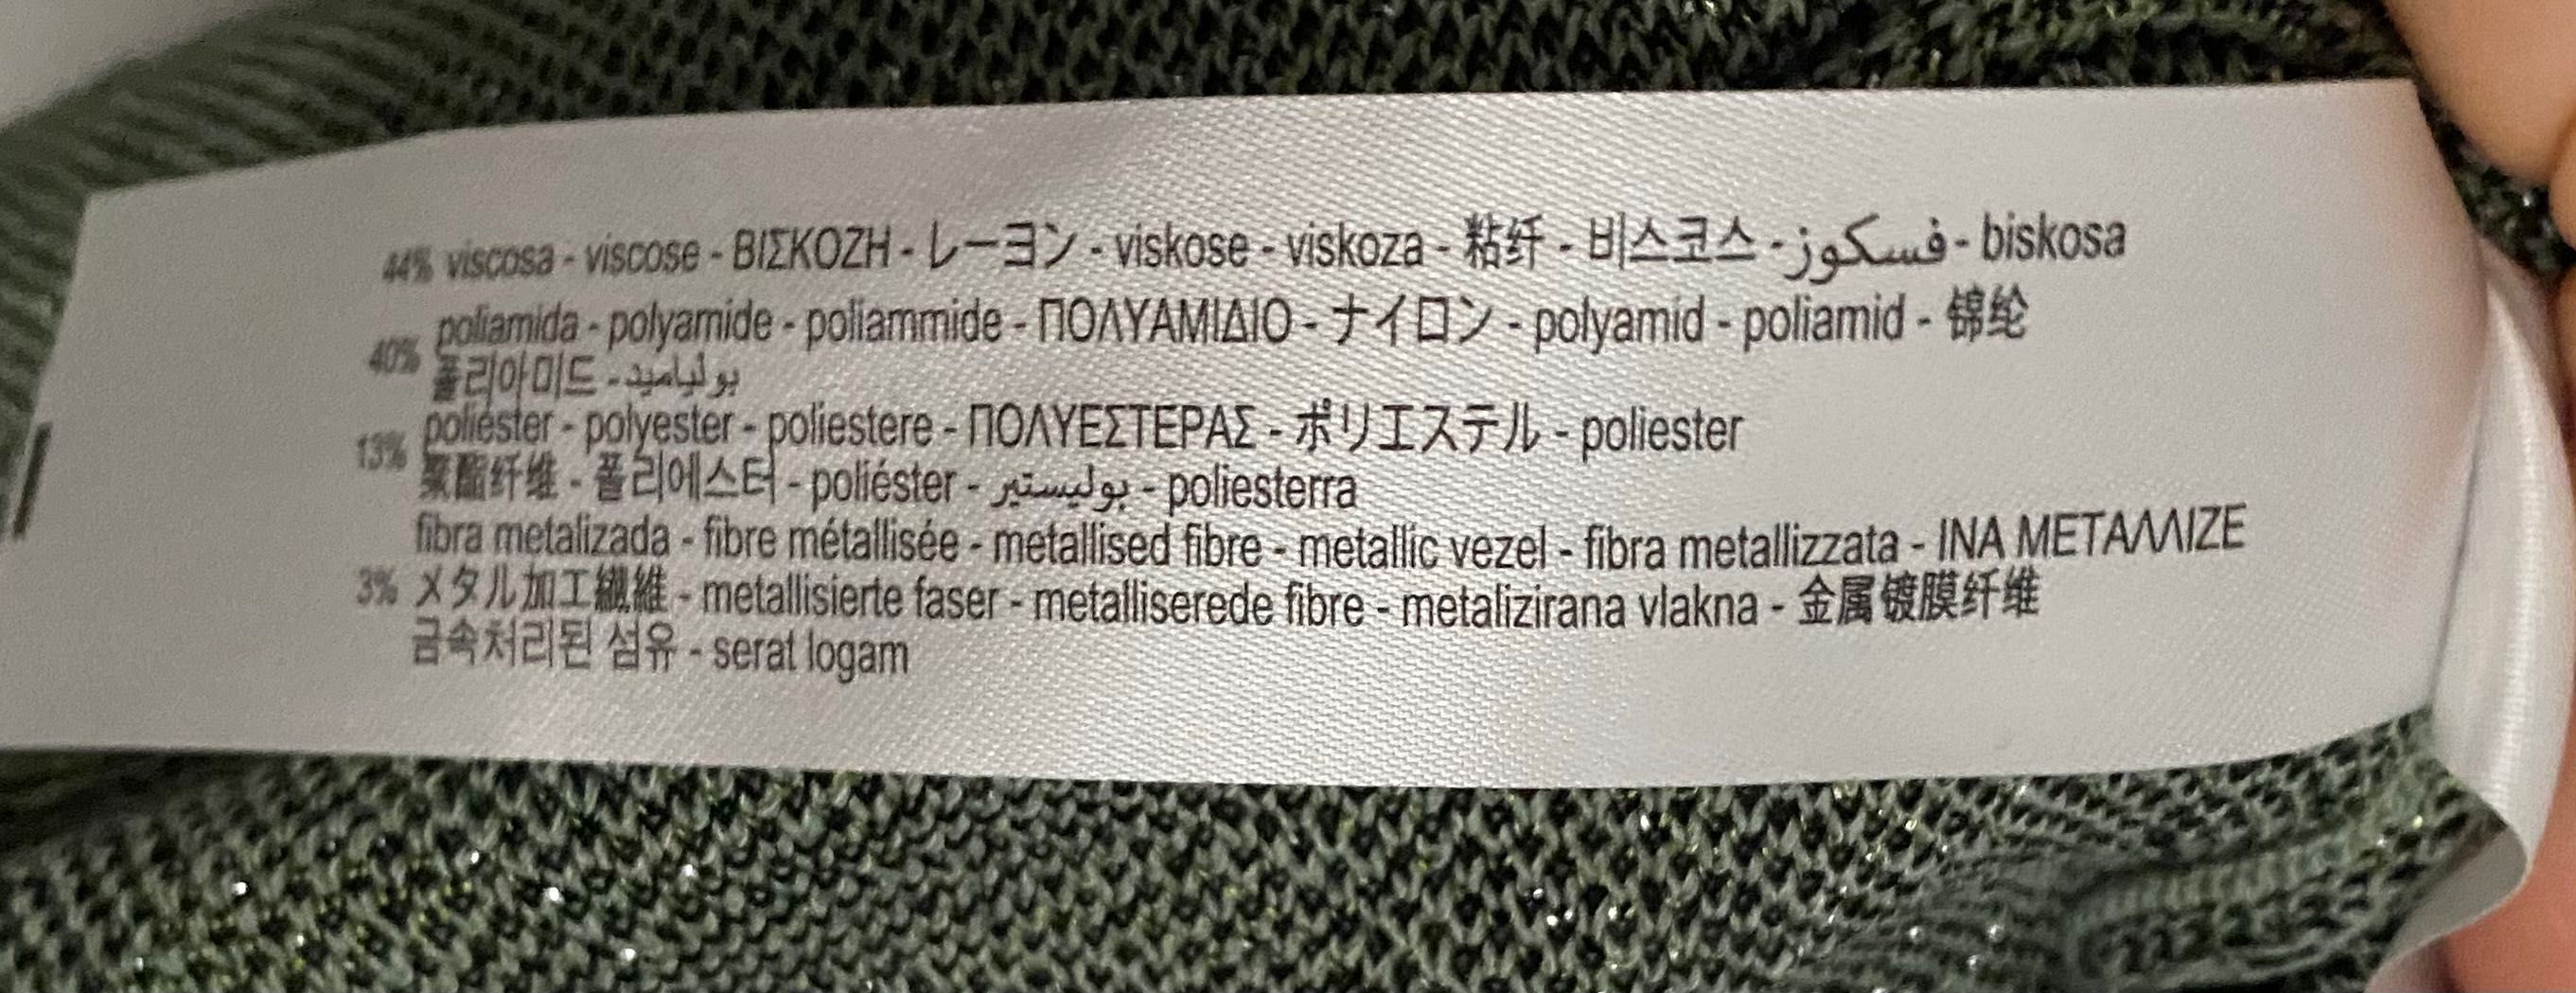 44% viscosa - viscose - ΒΙΣΚΟΖΗ - レーヨン - viskose - viskoza - 粘纤 - 비스코스 - فسكوز - biskosa
poliamida - polyamide - poliammide - ΠΟΛΥΑΜΙΔΙΟ - ナイロン - polyamid - poliamid - 锦纶
40% 폴리아미드 - بولياميد
poliéster - polyester - poliestere - ΠΟΛΥΕΣΤΕΡΑΣ - ポリエステル - poliester
13% 聚酯纤维 - 폴리에스터 - poliéster - بوليستير - poliesterra
fibra metalizada - fibre métallisée - metallised fibre - metallic vezel - fibra metallizzata - ΙΝΑ ΜΕΤΑΛΛΙΖΕ
3% メタル加工繊維 - metallisierte faser - metalliserede fibre - metalizirana vlakna - 金属镀膜纤维
금속처리된 섬유 - serat logam